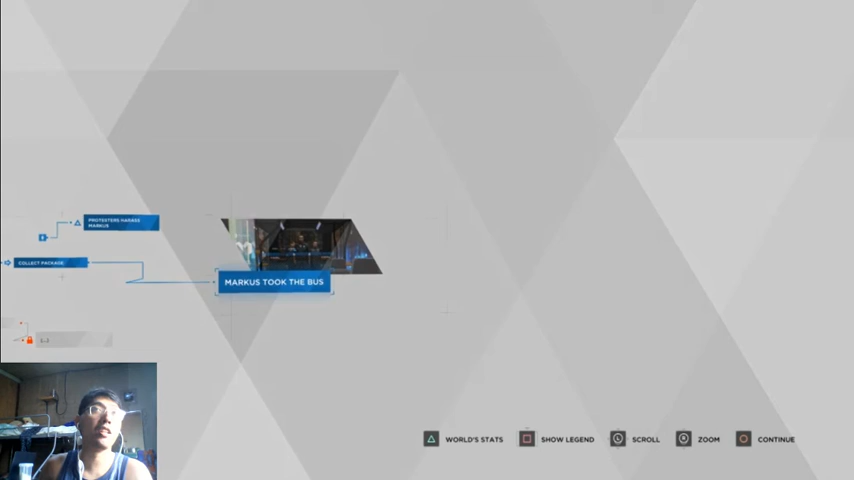 PROTESTERS HARASS
MARKUS
COLLECT PACKAGE
MARKUS TOOK THE BUS
(...)
WORLD'S STATS
SHOW LEGEND
L
SCROLL
R
ZOOM
CONTINUE